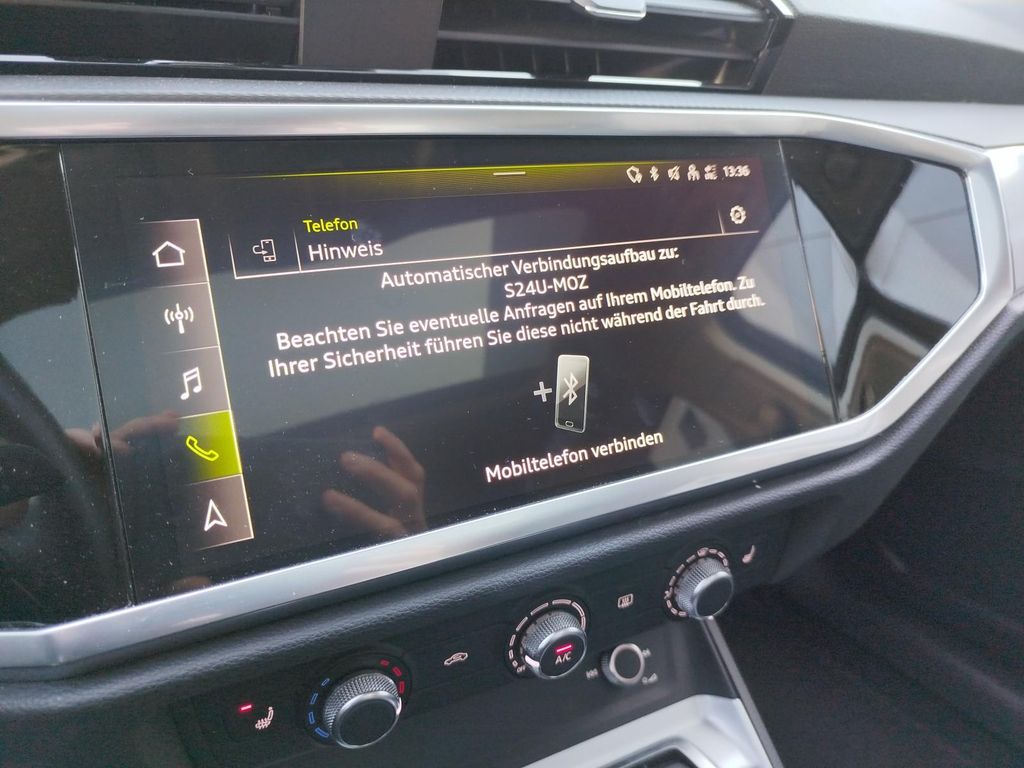 13:36
Telefon
Hinweis
Automatischer Verbindungsaufbau zu:
S24U-MOZ
Beachten Sie eventuelle Anfragen auf Ihrem Mobiltelefon. Zu
Ihrer Sicherheit führen Sie diese nicht während der Fahrt durch.
Mobiltelefon verbinden
A/C
OFF